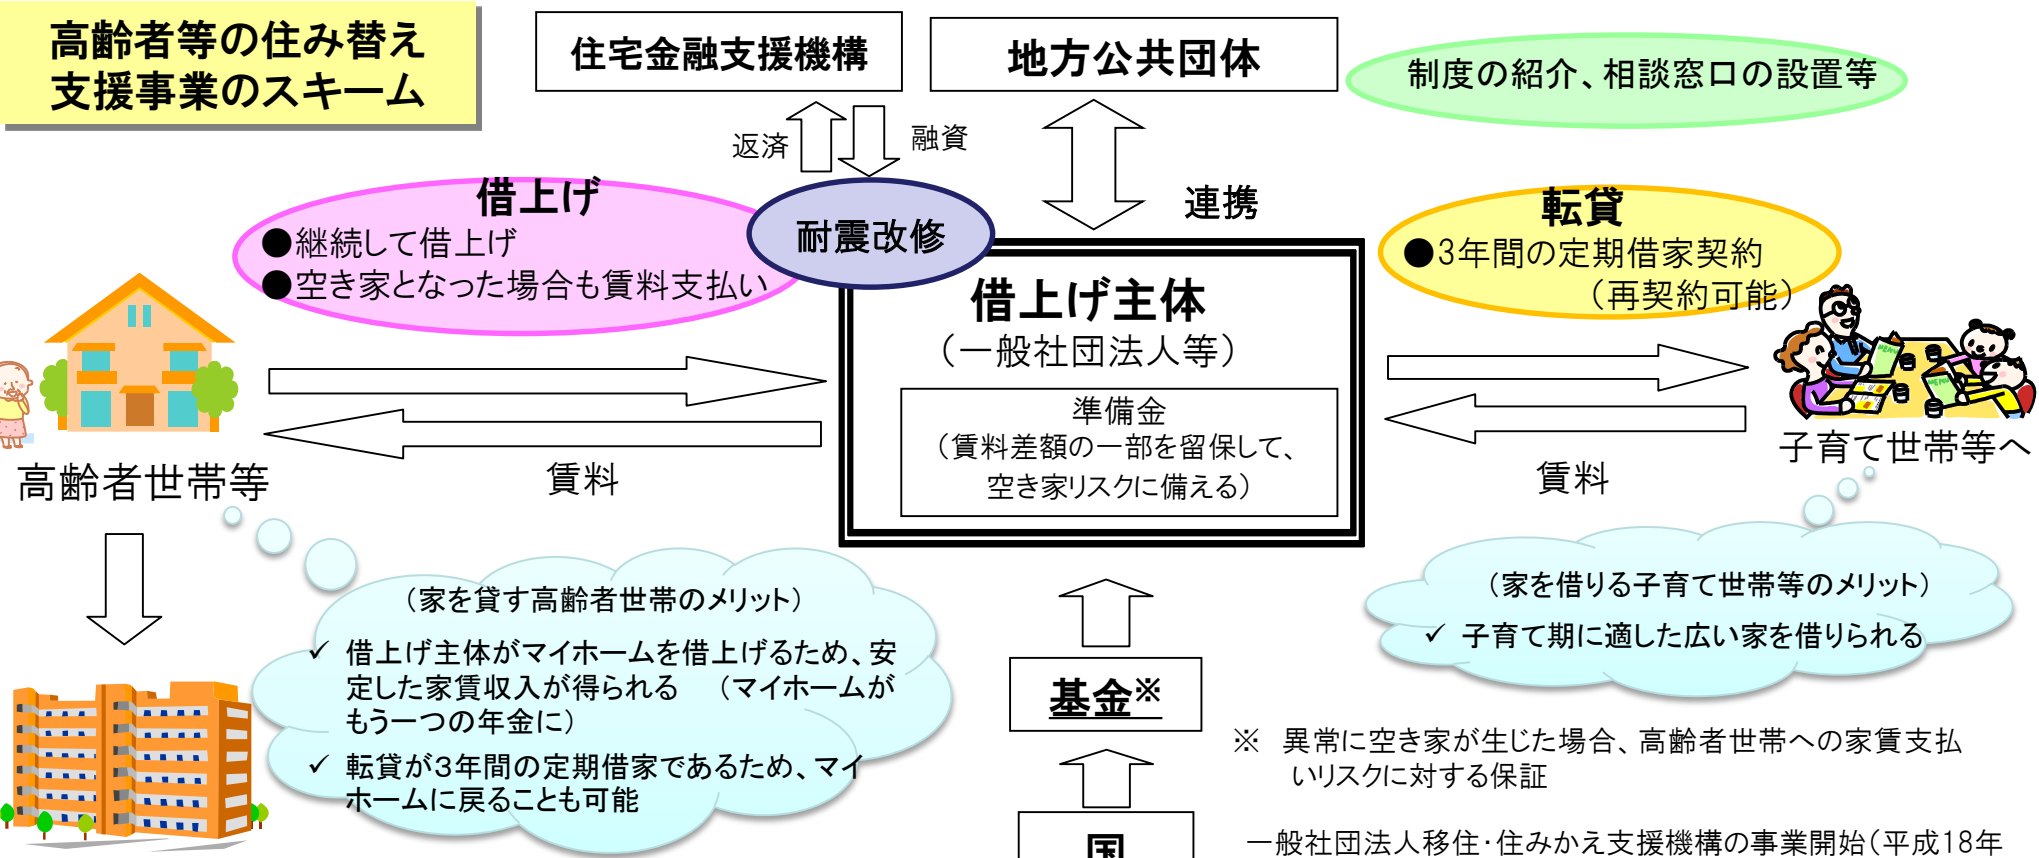 高齢者等の住み替え
支援事業のスキーム
住宅金融支援機構
地方公共団体
制度の紹介、相談窓口の設置等
返済
融資
連携
借上げ
●継続して借上げ
●空き家となった場合も賃料支払い
耐震改修
転貸
●3年間の定期借家契約
（再契約可能）
借上げ主体
（一般社団法人等）
準備金
（賃料差額の一部を留保して、
空き家リスクに備える）
高齢者世帯等
賃料
賃料
子育て世帯等へ
（家を貸す高齢者世帯のメリット）
✓ 借上げ主体がマイホームを借上げるため、安
定した家賃収入が得られる　（マイホームが
もう一つの年金に）
✓ 転貸が3年間の定期借家であるため、マイ
ホームに戻ることも可能
（家を借りる子育て世帯等のメリット）
✓ 子育て期に適した広い家を借りられる
基金※
※　異常に空き家が生じた場合、高齢者世帯への家賃支払
いリスクに対する保証
国
一般社団法人移住・住みかえ支援機構の事業開始（平成18年